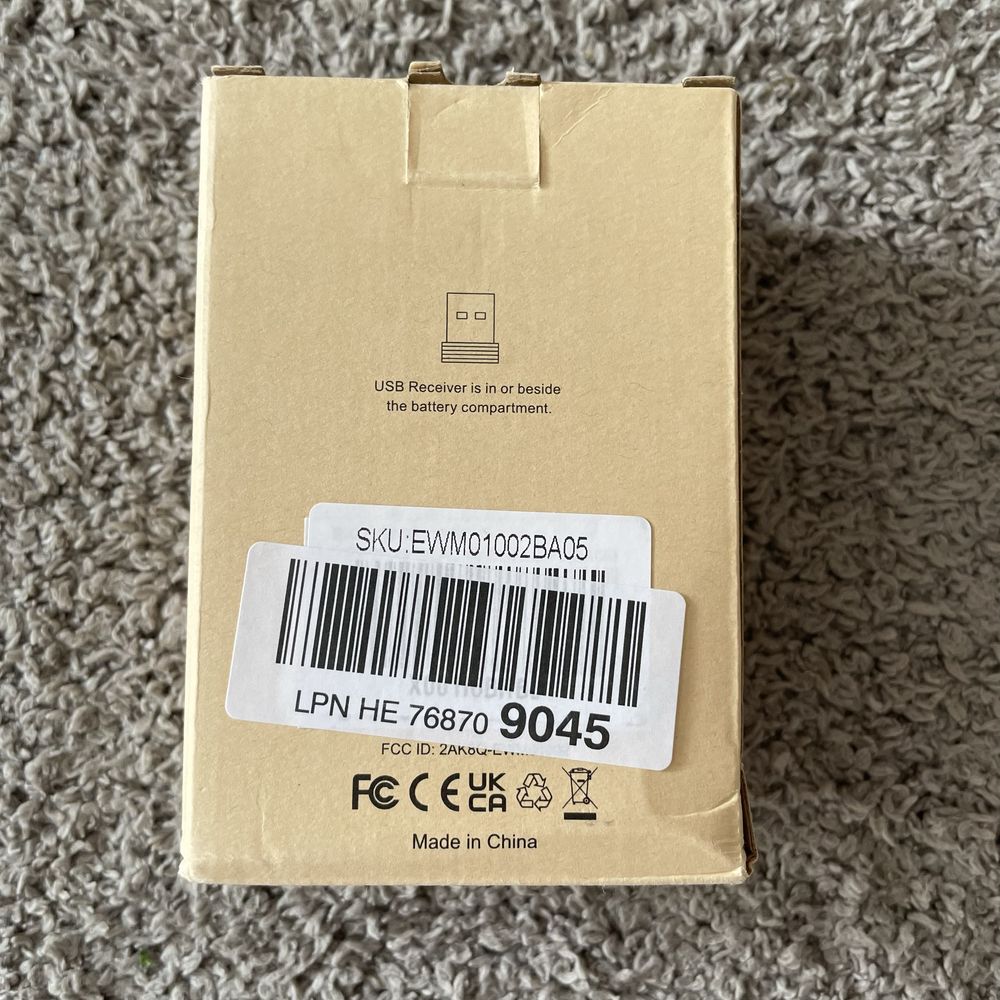 USB Receiver is in or beside
the battery compartment.
SKU:EWM01002BA05
LPN HE 76870 9045
FCC ID: 2AK8Q-EWM
FC CE UK
CA
Made in China